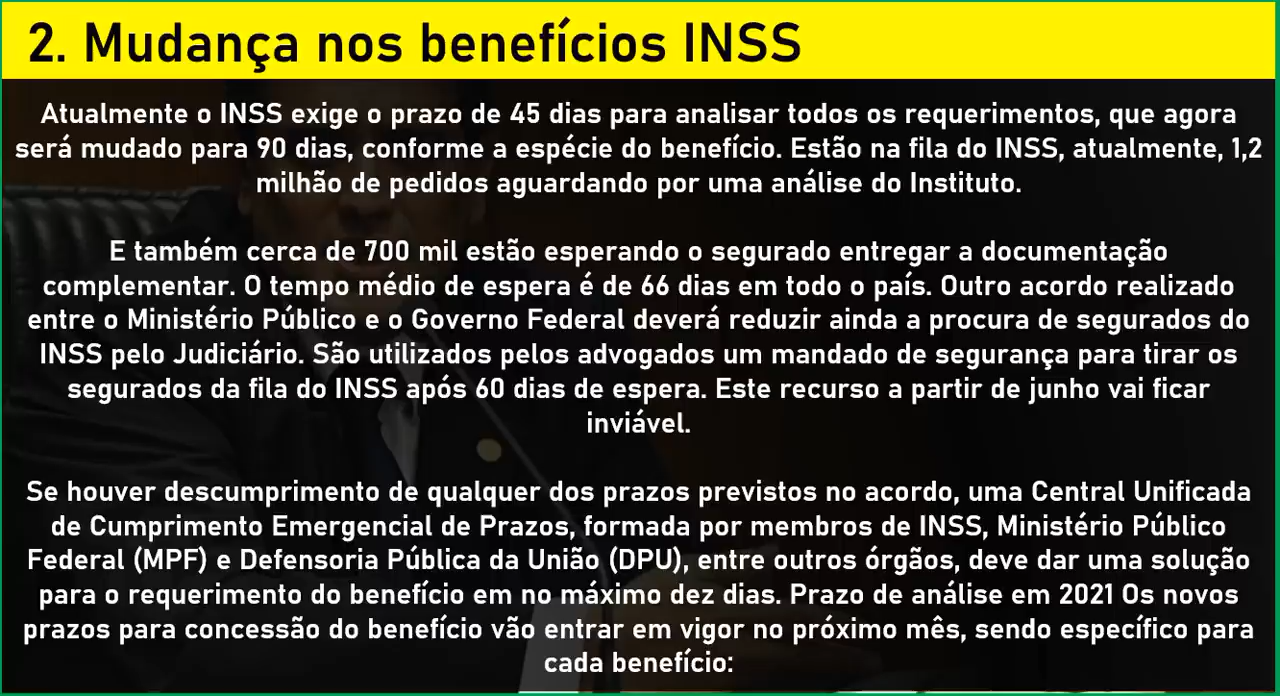 2. Mudança nos benefícios INSS
Atualmente o INSS exige o prazo de 45 dias para analisar todos os requerimentos, que agora
será mudado para 90 dias, conforme a espécie do benefício. Estão na fila do INSS, atualmente, 1,2
milhão de pedidos aguardando por uma análise do Instituto.
E também cerca de 700 mil estão esperando o segurado entregar a documentação
complementar. O tempo médio de espera é de 66 dias em todo o país. Outro acordo realizado
entre o Ministério Público e o Governo Federal deverá reduzir ainda a procura de segurados do
INSS pelo Judiciário. São utilizados pelos advogados um mandado de segurança para tirar os
segurados da fila do INSS após 60 dias de espera. Este recurso a partir de junho vai ficar
inviável.
Se houver descumprimento de qualquer dos prazos previstos no acordo, uma Central Unificada
de Cumprimento Emergencial de Prazos, formada por membros de INSS, Ministério Público
Federal (MPF) e Defensoria Pública da União (DPU), entre outros órgãos, deve dar uma solução
para o requerimento do benefício em no máximo dez dias. Prazo de análise em 2021 Os novos
prazos para concessão do benefício vão entrar em vigor no próximo mês, sendo específico para
cada benefício: